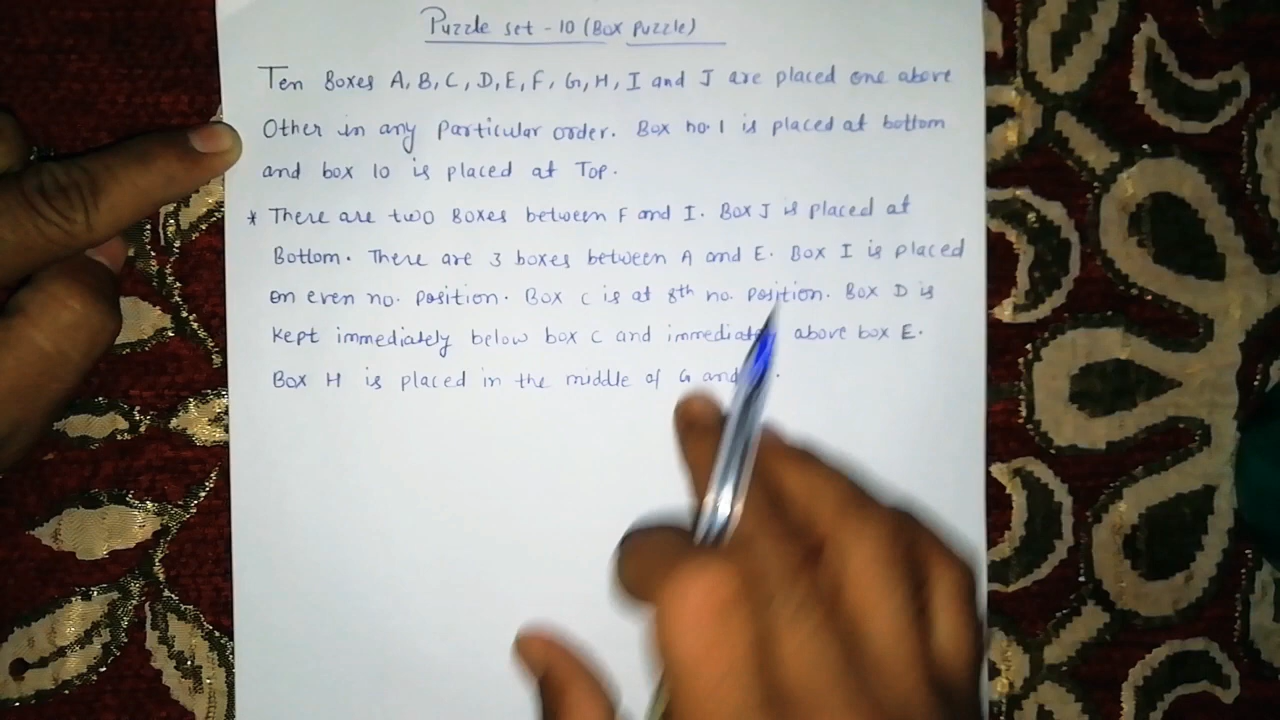 Puzzle set - 10 (Box Puzzle)
Ten Boxes A, B, C, D, E, F, G, H, I and J are placed one above
Other in any Particular order. Box no. 1 is placed at bottom
and box 10 is placed at Top.
* There are two Boxes between F and I. Box J is placed at
Bottom. There are 3 boxes between A and E. Box I is placed
on even no. position. Box C is at 8th no. position. Box D is
kept immediately below box C and above box E.
Box H is placed in the middle of G and